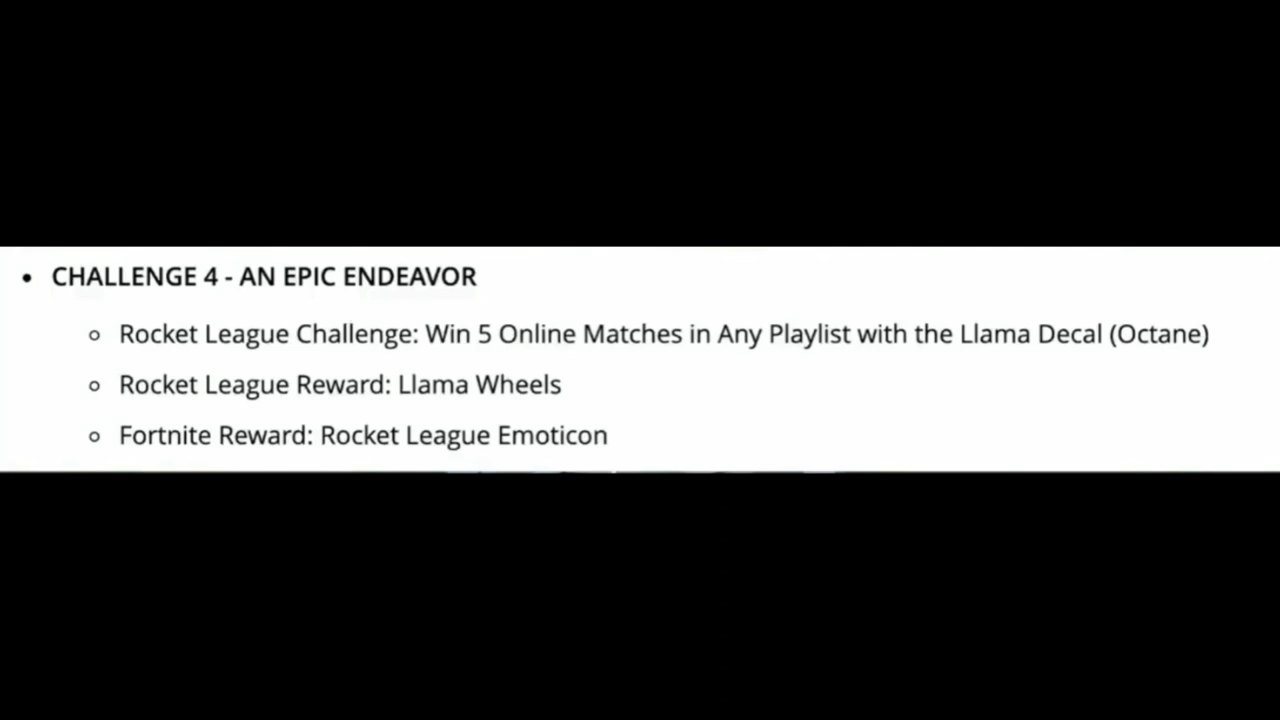 • CHALLENGE 4 - AN EPIC ENDEAVOR
○ Rocket League Challenge: Win 5 Online Matches in Any Playlist with the Llama Decal (Octane)
○ Rocket League Reward: Llama Wheels
○ Fortnite Reward: Rocket League Emoticon